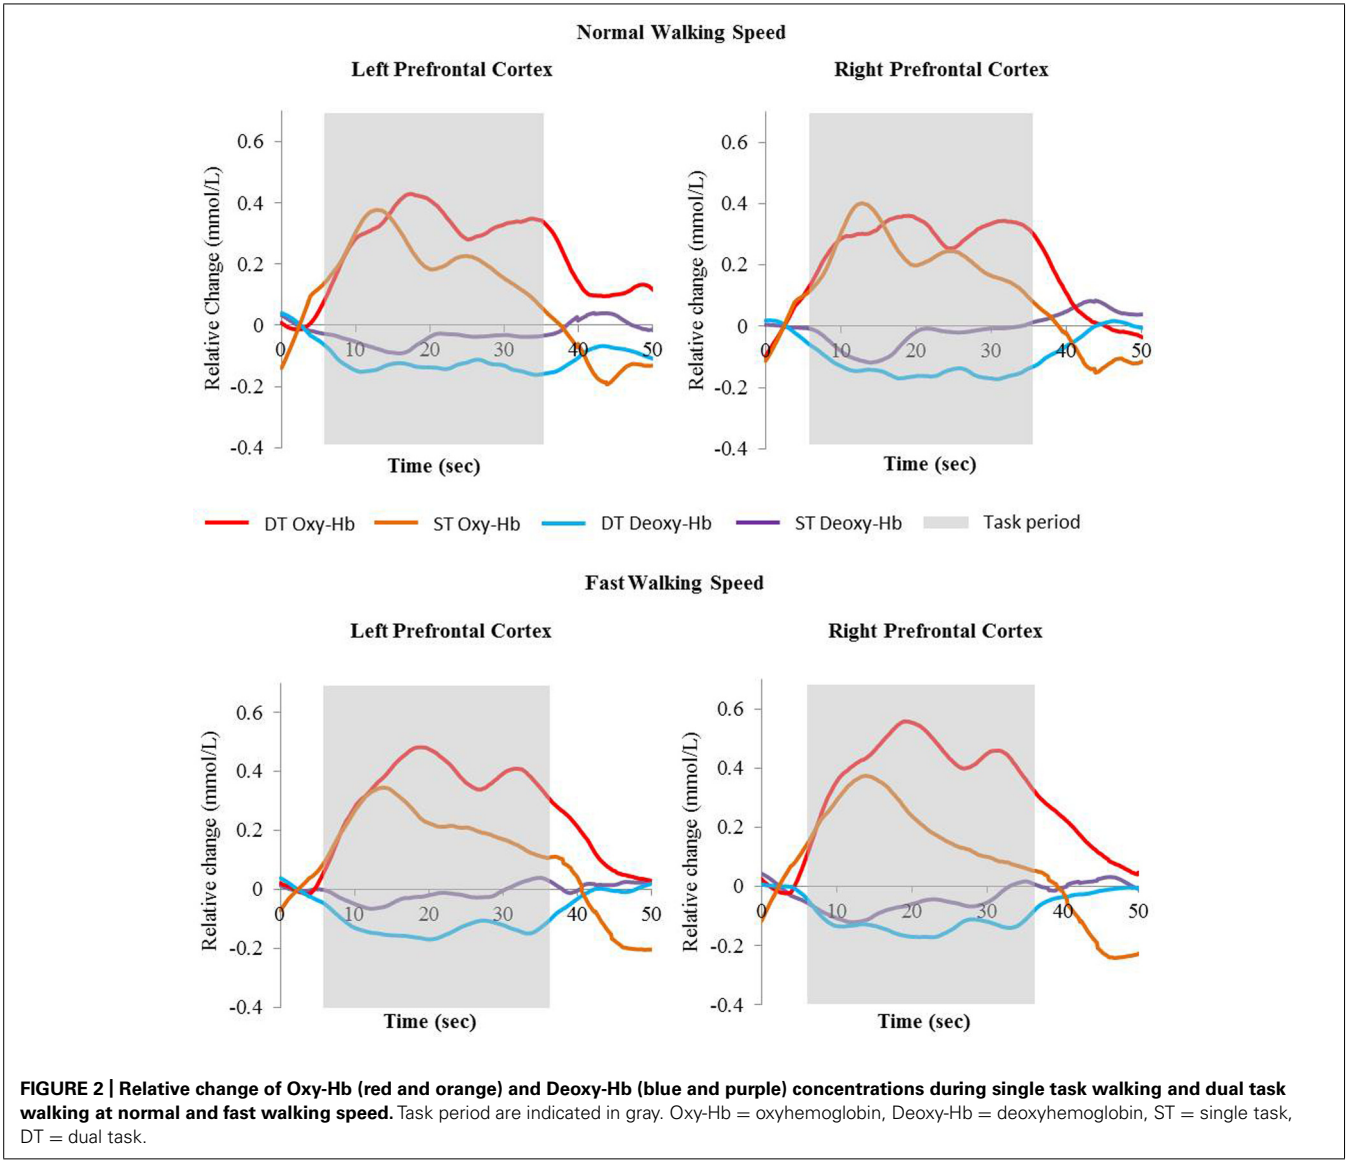 Normal Walking Speed
Left Prefrontal Cortex
Right Prefrontal Cortex
Relative Change (mmol/L)
0.6
0.4
0.2
0
-0.2
-0.4
0 10 20 30 40 50
Time (sec)
Relative change (mmol/L)
0.6
0.4
0.2
0
-0.2
-0.4
0 10 20 30 40 50
Time (sec)
DT Oxy-Hb ST Oxy-Hb DT Deoxy-Hb ST Deoxy-Hb Task period
Fast Walking Speed
Left Prefrontal Cortex
Right Prefrontal Cortex
Relative change (mmol/L)
0.6
0.4
0.2
0
-0.2
-0.4
0 10 20 30 40 50
Time (sec)
Relative change (mmol/L)
0.6
0.4
0.2
0
-0.2
-0.4
0 10 20 30 40 50
Time (sec)
FIGURE 2 | Relative change of Oxy-Hb (red and orange) and Deoxy-Hb (blue and purple) concentrations during single task walking and dual task
walking at normal and fast walking speed. Task period are indicated in gray. Oxy-Hb = oxyhemoglobin, Deoxy-Hb = deoxyhemoglobin, ST = single task,
DT = dual task.